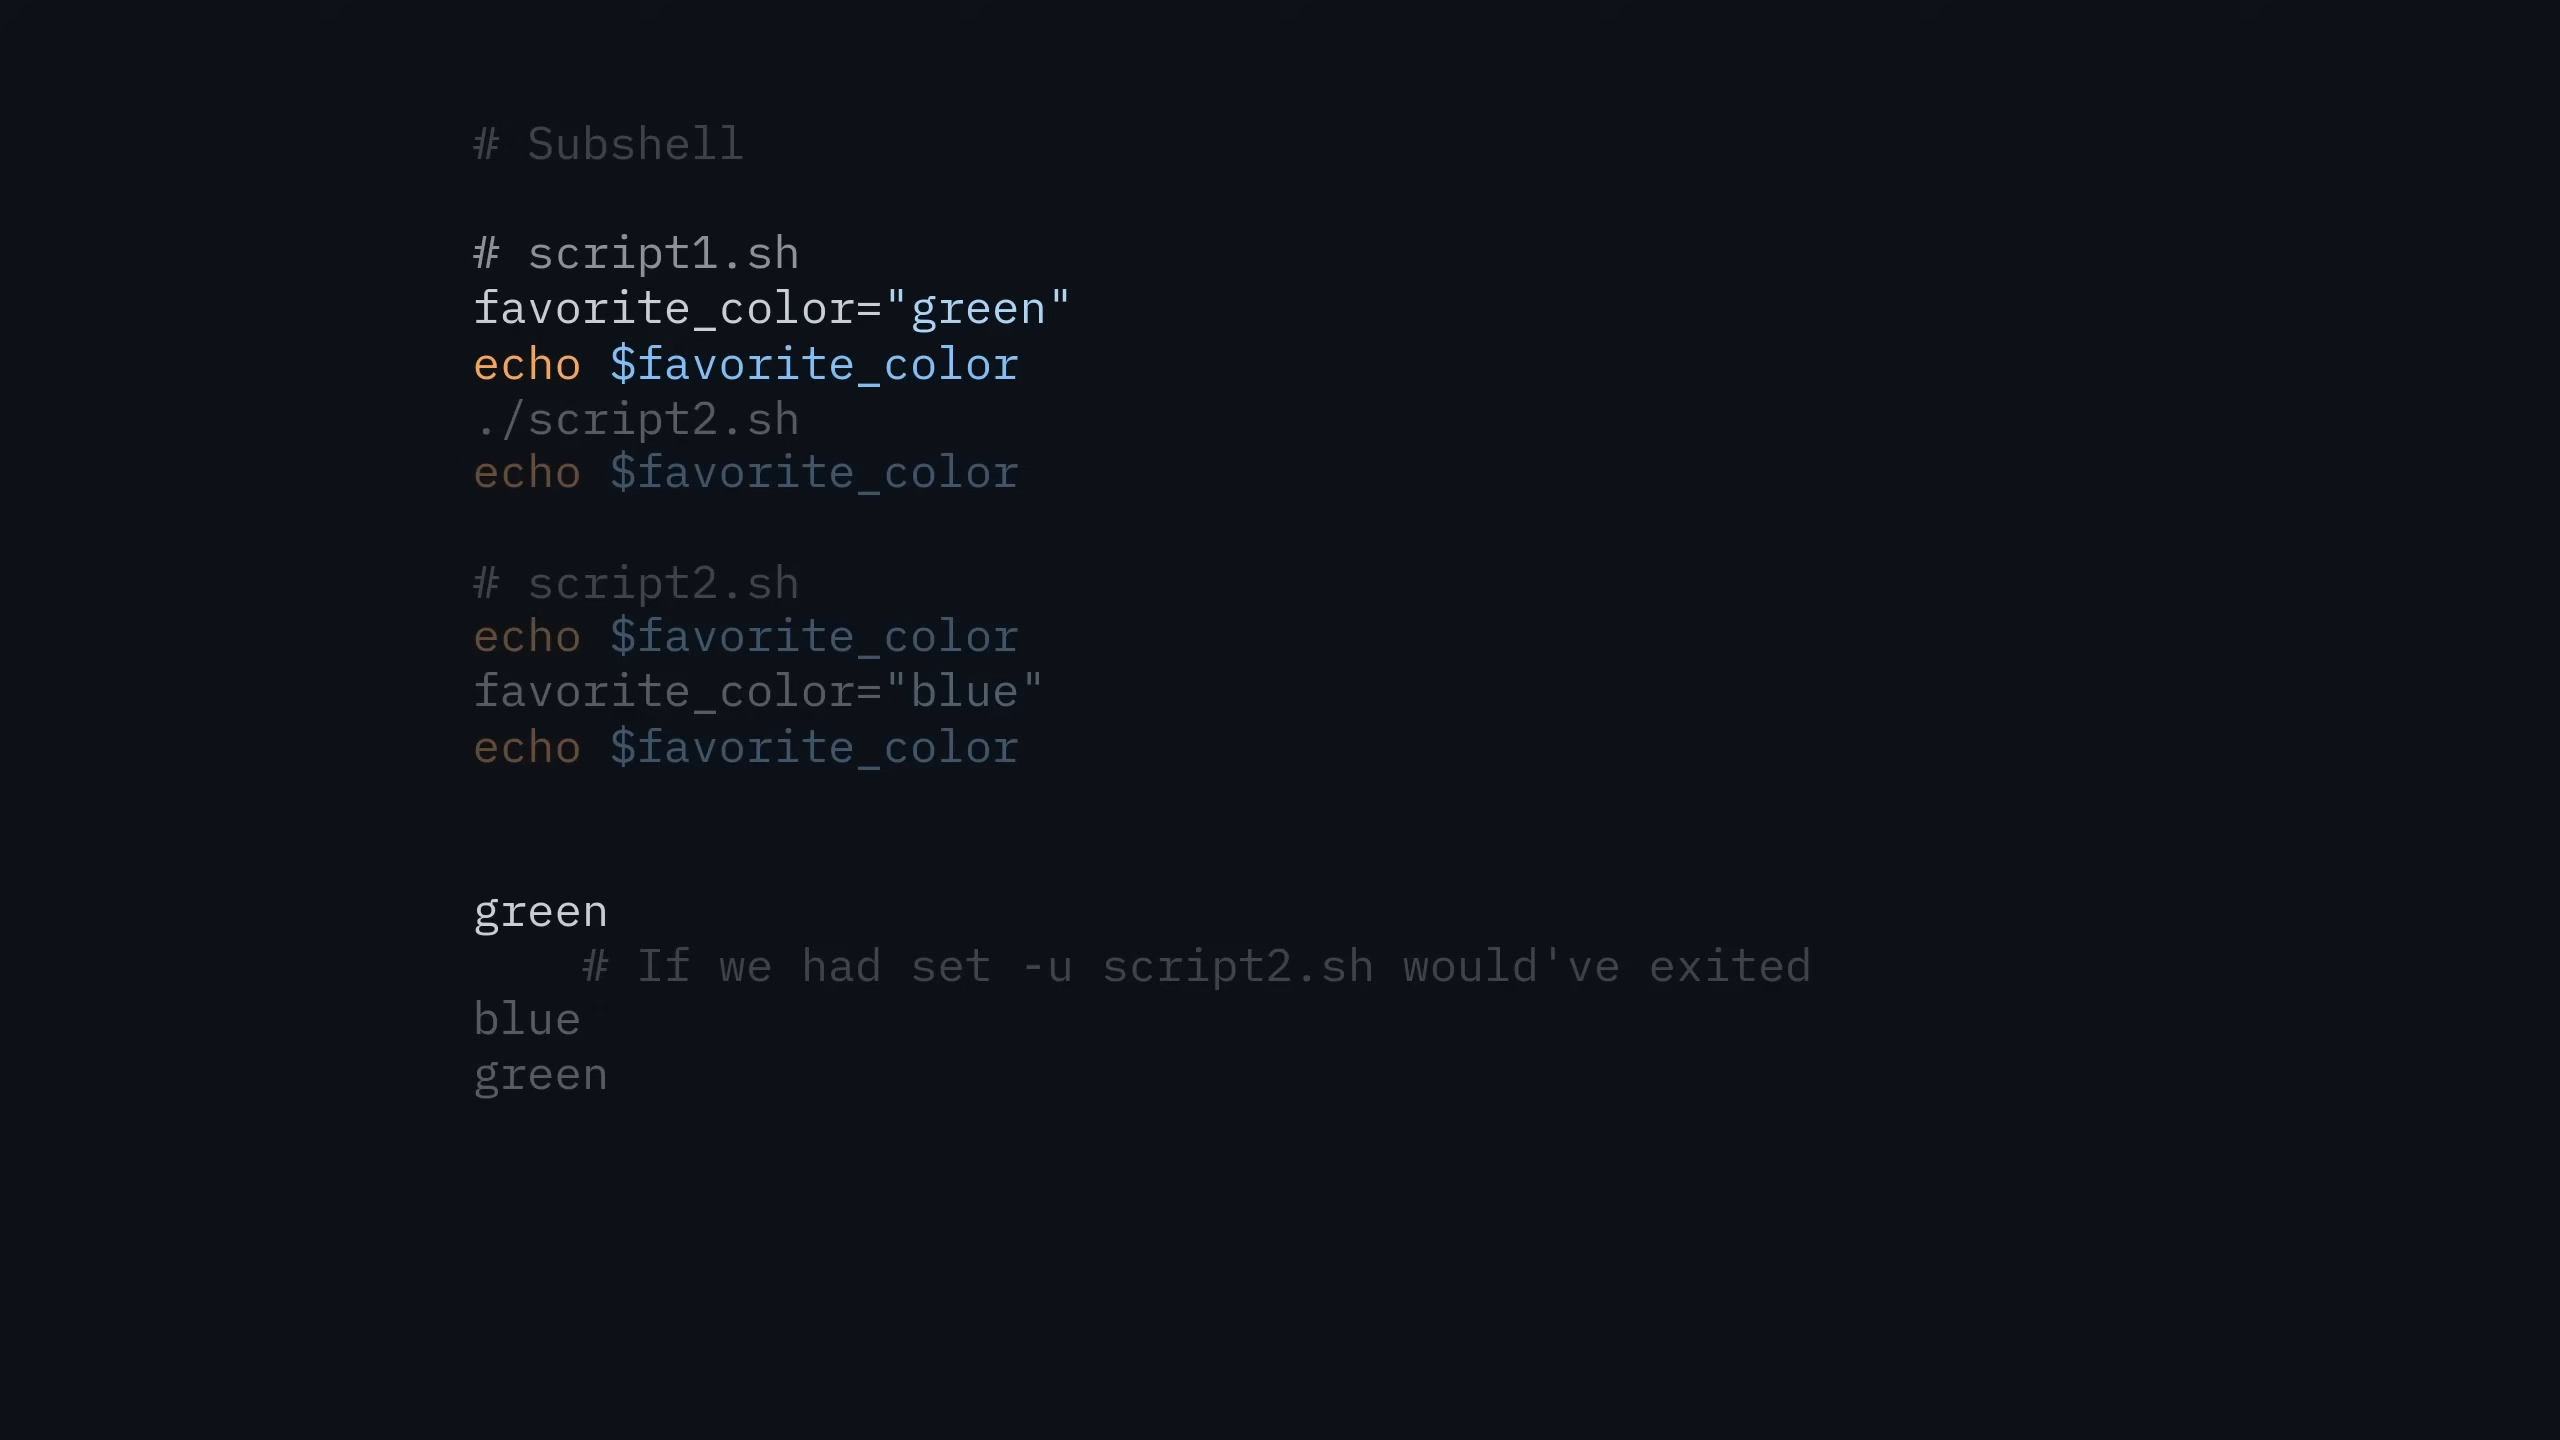 # Subshell
# script1.sh
favorite_color="green"
echo $favorite_color
./script2.sh
echo $favorite_color
# script2.sh
echo $favorite_color
favorite_color="blue"
echo $favorite_color
green
# If we had set -u script2.sh would've exited
blue
green